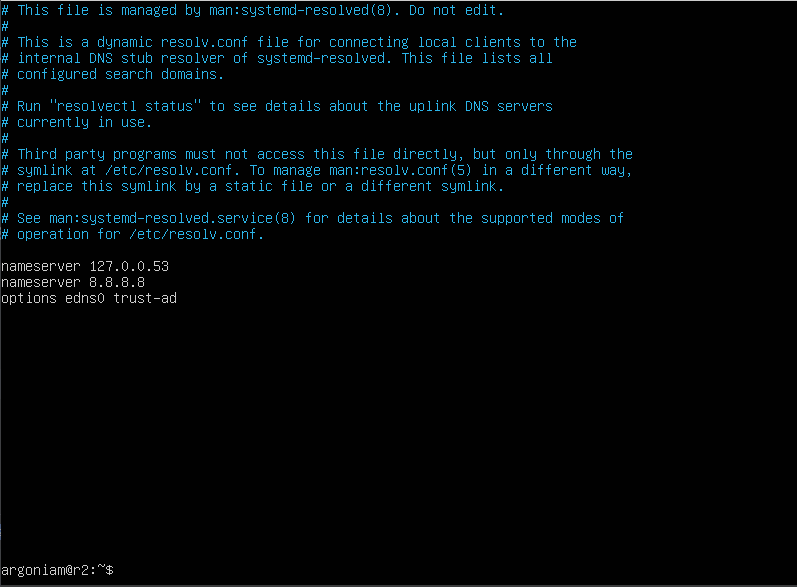 # This file is managed by man:systemd-resolved(8). Do not edit.
#
# This is a dynamic resolv.conf file for connecting local clients to the
# internal DNS stub resolver of systemd-resolved. This file lists all
# configured search domains.
#
# Run "resolvectl status" to see details about the uplink DNS servers
# currently in use.
#
# Third party programs must not access this file directly, but only through the
# symlink at /etc/resolv.conf. To manage man:resolv.conf(5) in a different way,
# replace this symlink by a static file or a different symlink.
#
# See man:systemd-resolved.service(8) for details about the supported modes of
# operation for /etc/resolv.conf.
nameserver 127.0.0.53
nameserver 8.8.8.8
options edns0 trust-ad
argoniam@r2:~$